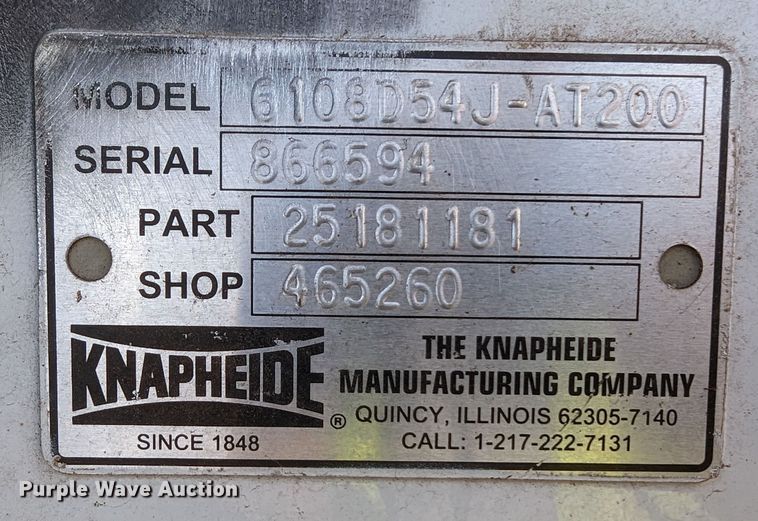 MODEL 6108D54J-AT200
SERIAL 866594
PART 25181181
SHOP 465260
KNAPHEIDE ®
SINCE 1848
THE KNAPHEIDE
MANUFACTURING COMPANY
QUINCY, ILLINOIS 62305-7140
CALL: 1-217-222-7131
Purple Wave Auction